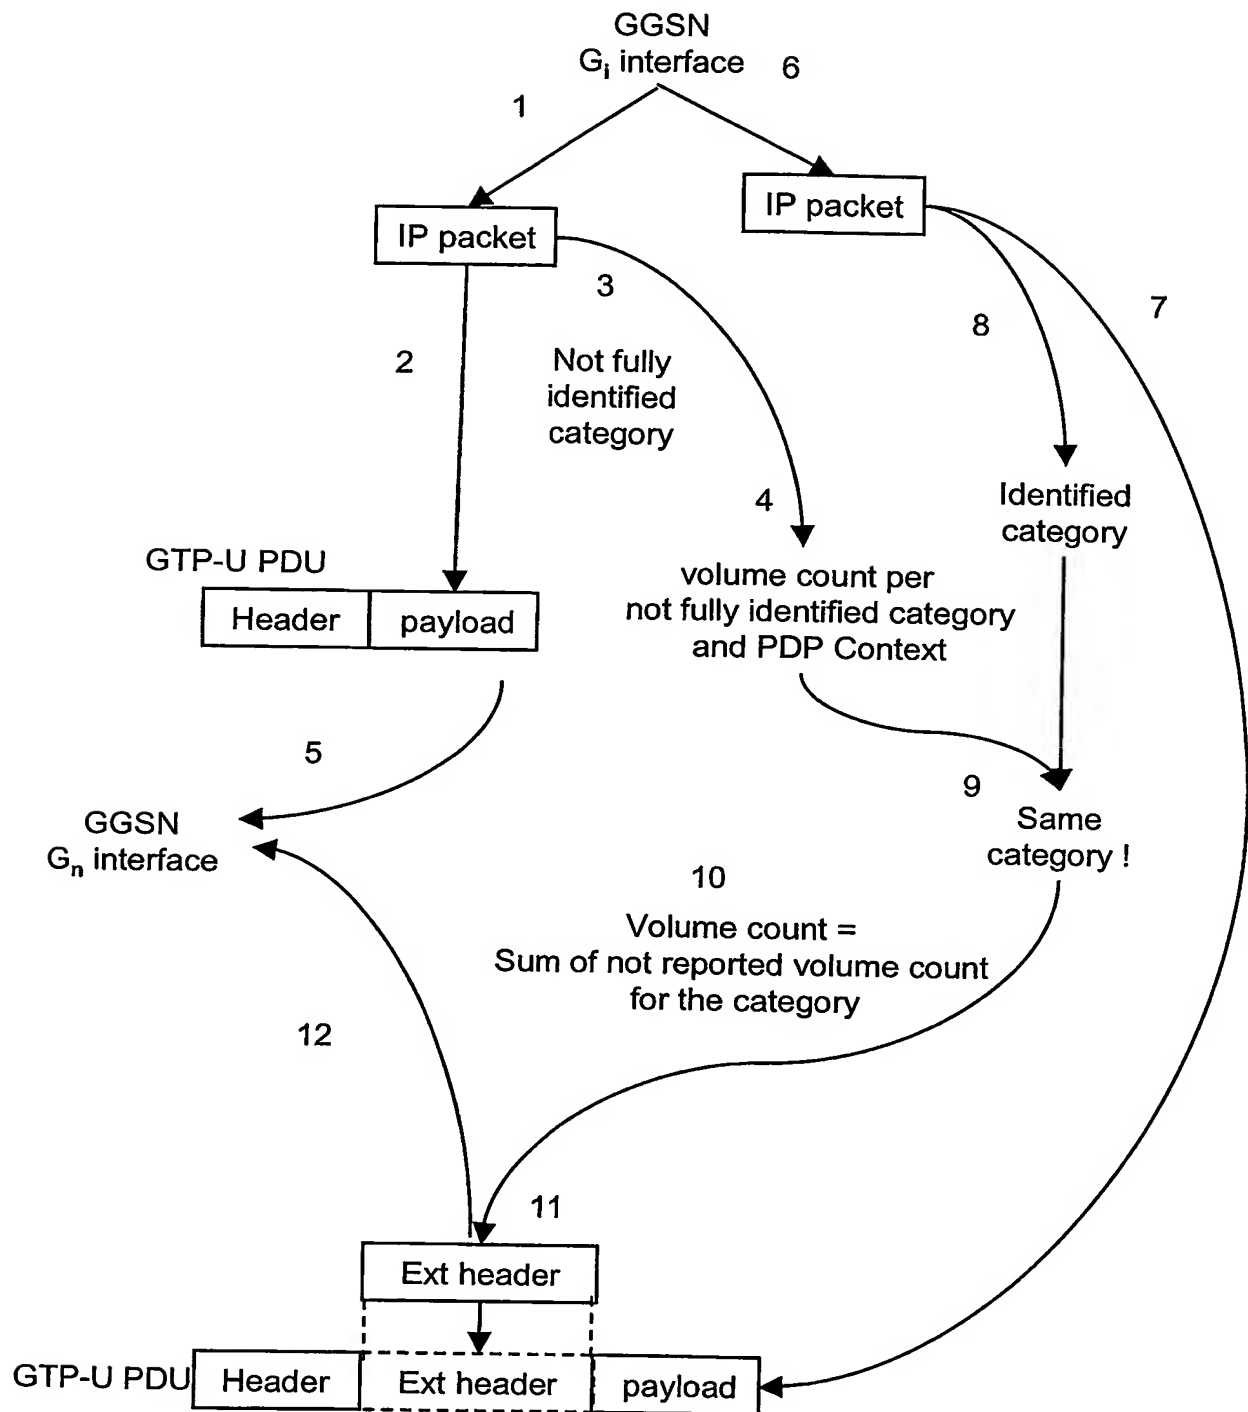 GGSN
Gi interface
6
1
IP packet
IP packet
3
7
8
2
Not fully
identified
category
4
Identified
category
GTP-U PDU
volume count per
not fully identified category
and PDP Context
Header
payload
5
9
GGSN
Gn interface
Same
category !
10
Volume count =
Sum of not reported volume count
for the category
12
11
Ext header
GTP-U PDU
Header
Ext header
payload